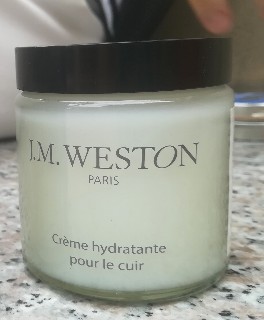 J.M. WESTON
PARIS
Crème hydratante
pour le cuir